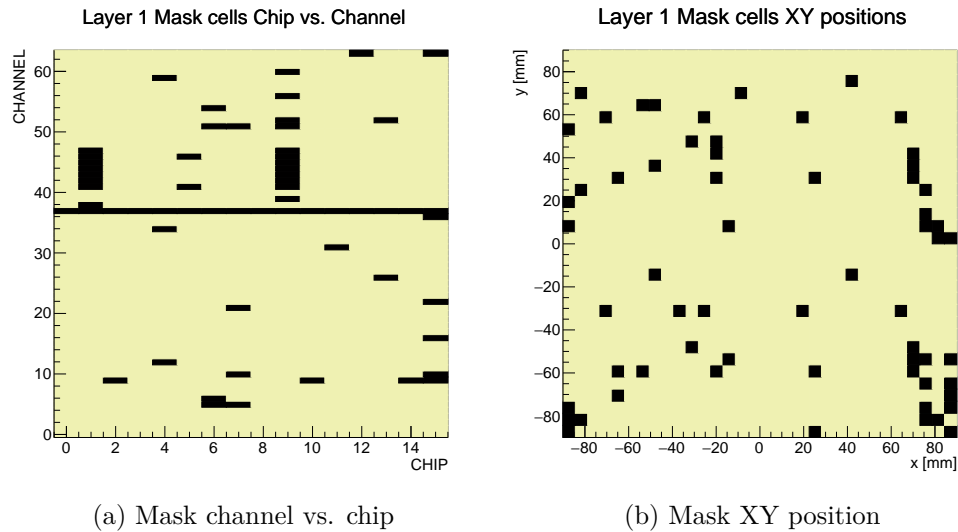 Layer 1 Mask cells Chip vs. Channel
CHANNEL
60
50
40
30
20
10
0
0 2 4 6 8 10 12 14
CHIP
(a) Mask channel vs. chip
Layer 1 Mask cells XY positions
y [mm]
80
60
40
20
0
−20
−40
−60
−80
−80 −60 −40 −20 0 20 40 60 80
x [mm]
(b) Mask XY position